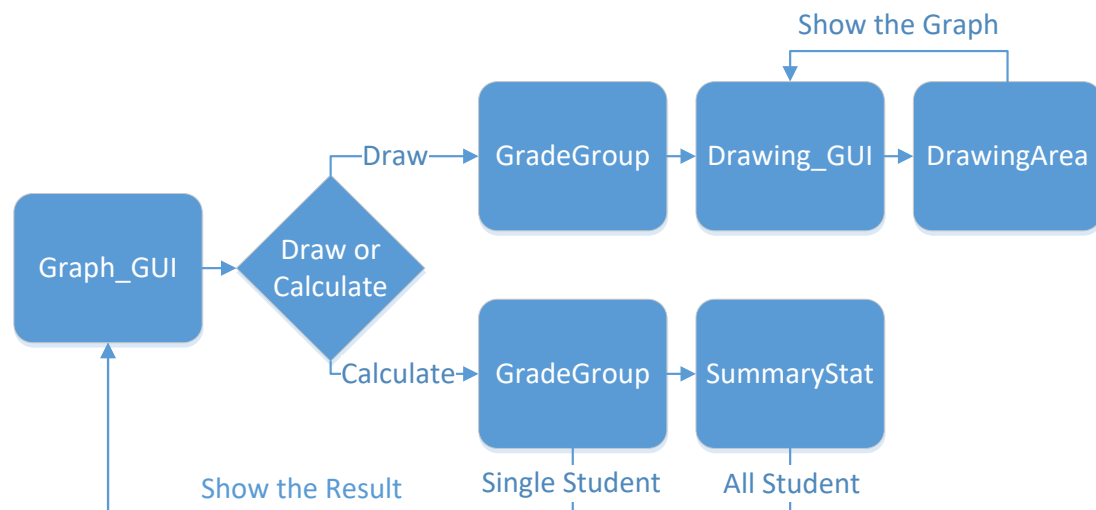 Show the Graph
Draw
GradeGroup
Drawing_GUI
DrawingArea
Graph_GUI
Draw or
Calculate
Calculate
GradeGroup
SummaryStat
Show the Result
Single Student
All Student